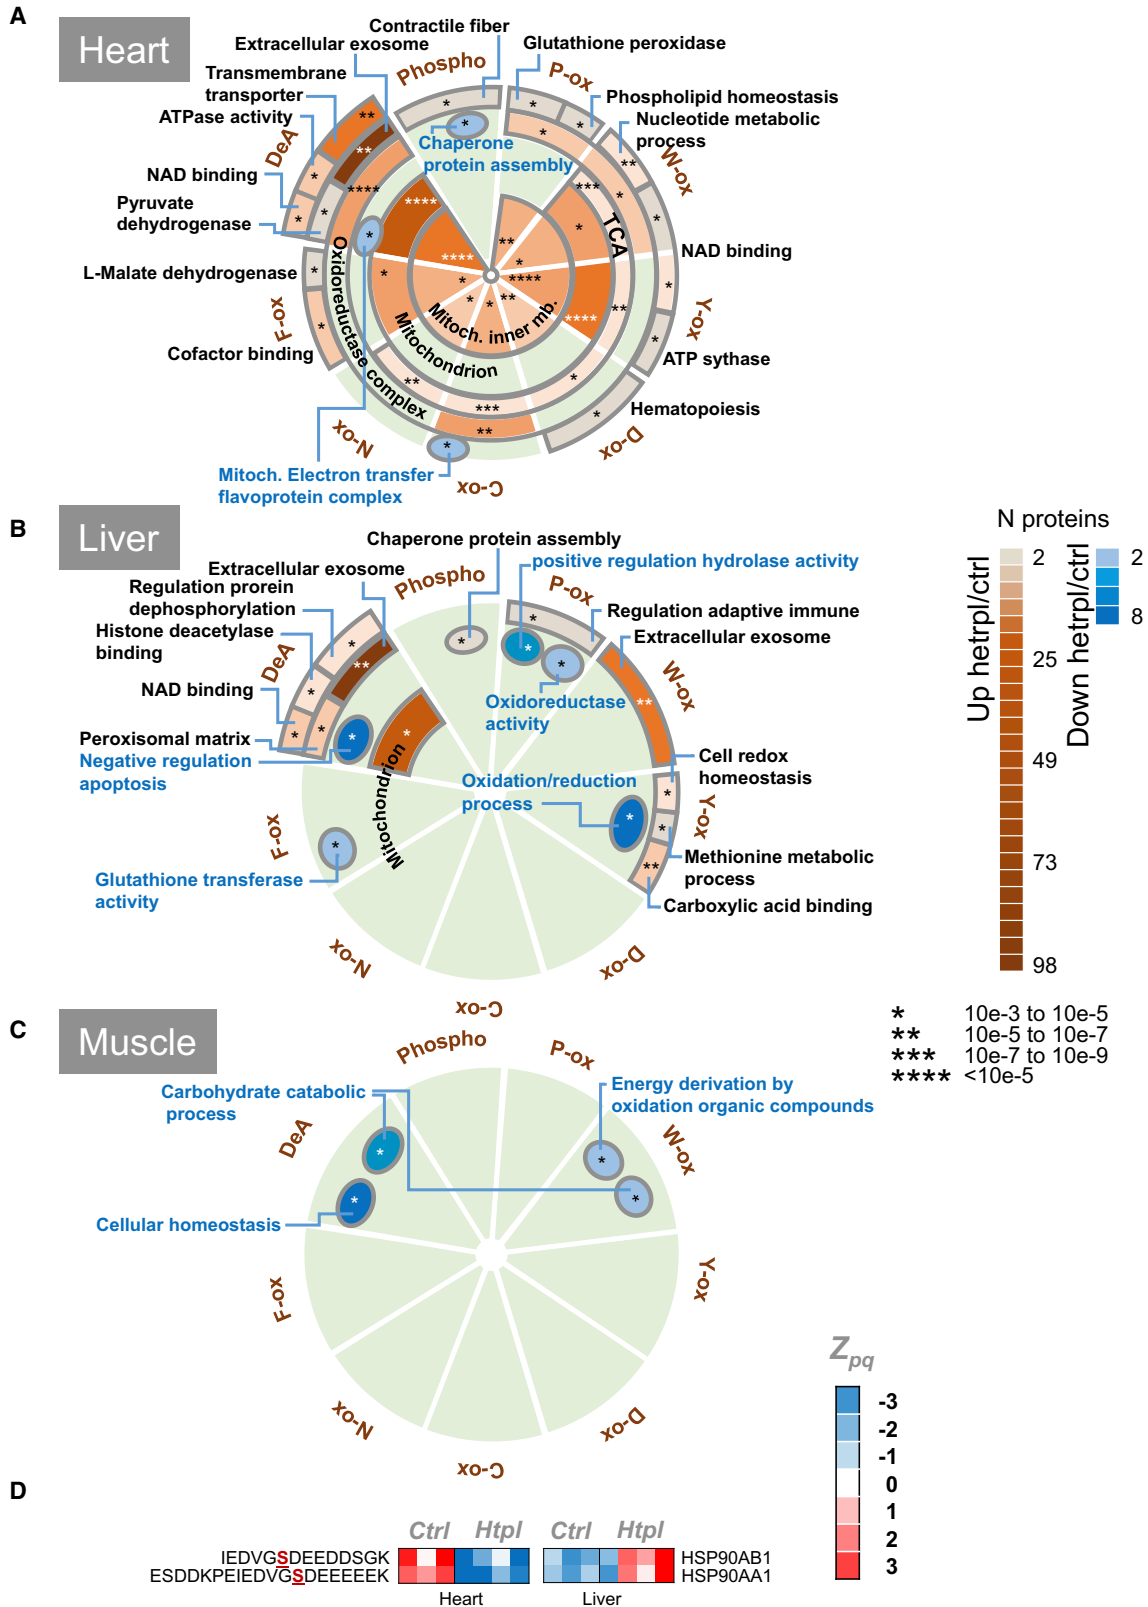 A
Heart
Contractile fiber
Extracellular exosome
Glutathione peroxidase
Transmembrane
transporter
Phospho
P-ox
ATPase activity
Phospholipid homeostasis
Nucleotide metabolic
process
DeA
**
*
*
*
*
*
Chaperone
protein assembly
W-ox
NAD binding
**
**
***
Pyruvate
dehydrogenase
*
****
****
*
*
*
*
*
*
TCA
NAD binding
**
*
****
L-Malate dehydrogenase
*
*
*
****
*
F-ox
Oxidoreductase complex
Mitochondrion
Mitoch. inner mb.
*
*
*
**
****
**
Y-ox
Cofactor binding
*
*
ATP sythase
**
*
***
*
Hematopoiesis
**
*
N-ox
C-ox
D-ox
Mitoch. Electron transfer
flavoprotein complex
B
Liver
N proteins
Chaperone protein assembly
positive regulation hydrolase activity
Extracellular exosome
Regulation prorein
dephosphorylation
Phospho
P-ox
Histone deacetylase
binding
Regulation adaptive immune
Extracellular exosome
DeA
W-ox
*
**
*
*
*
*
*
NAD binding
Oxidoreductase
activity
**
*
*
*
*
Peroxisomal matrix
Negative regulation
apoptosis
Mitochondrion
Cell redox
homeostasis
Oxidation/reduction
process
*
*
*
**
Y-ox
F-ox
*
Methionine metabolic
process
Glutathione transferase
activity
Carboxylic acid binding
N-ox
C-ox
D-ox
Up hetrpl/ctrl
2
25
49
73
98
Down hetrpl/ctrl
2
8
* 10e-3 to 10e-5
** 10e-5 to 10e-7
*** 10e-7 to 10e-9
**** <10e-5
C
Muscle
Phospho
P-ox
Carbohydrate catabolic
process
Energy derivation by
oxidation organic compounds
DeA
W-ox
*
*
*
*
Cellular homeostasis
F-ox
Y-ox
N-ox
C-ox
D-ox
Zpq
-3
-2
-1
0
1
2
3
D
Ctrl Htpl Ctrl Htpl
IEDVGSDEEDDSGK HSP90AB1
ESDDKPEIEDVGSDEEEEEK HSP90AA1
Heart Liver